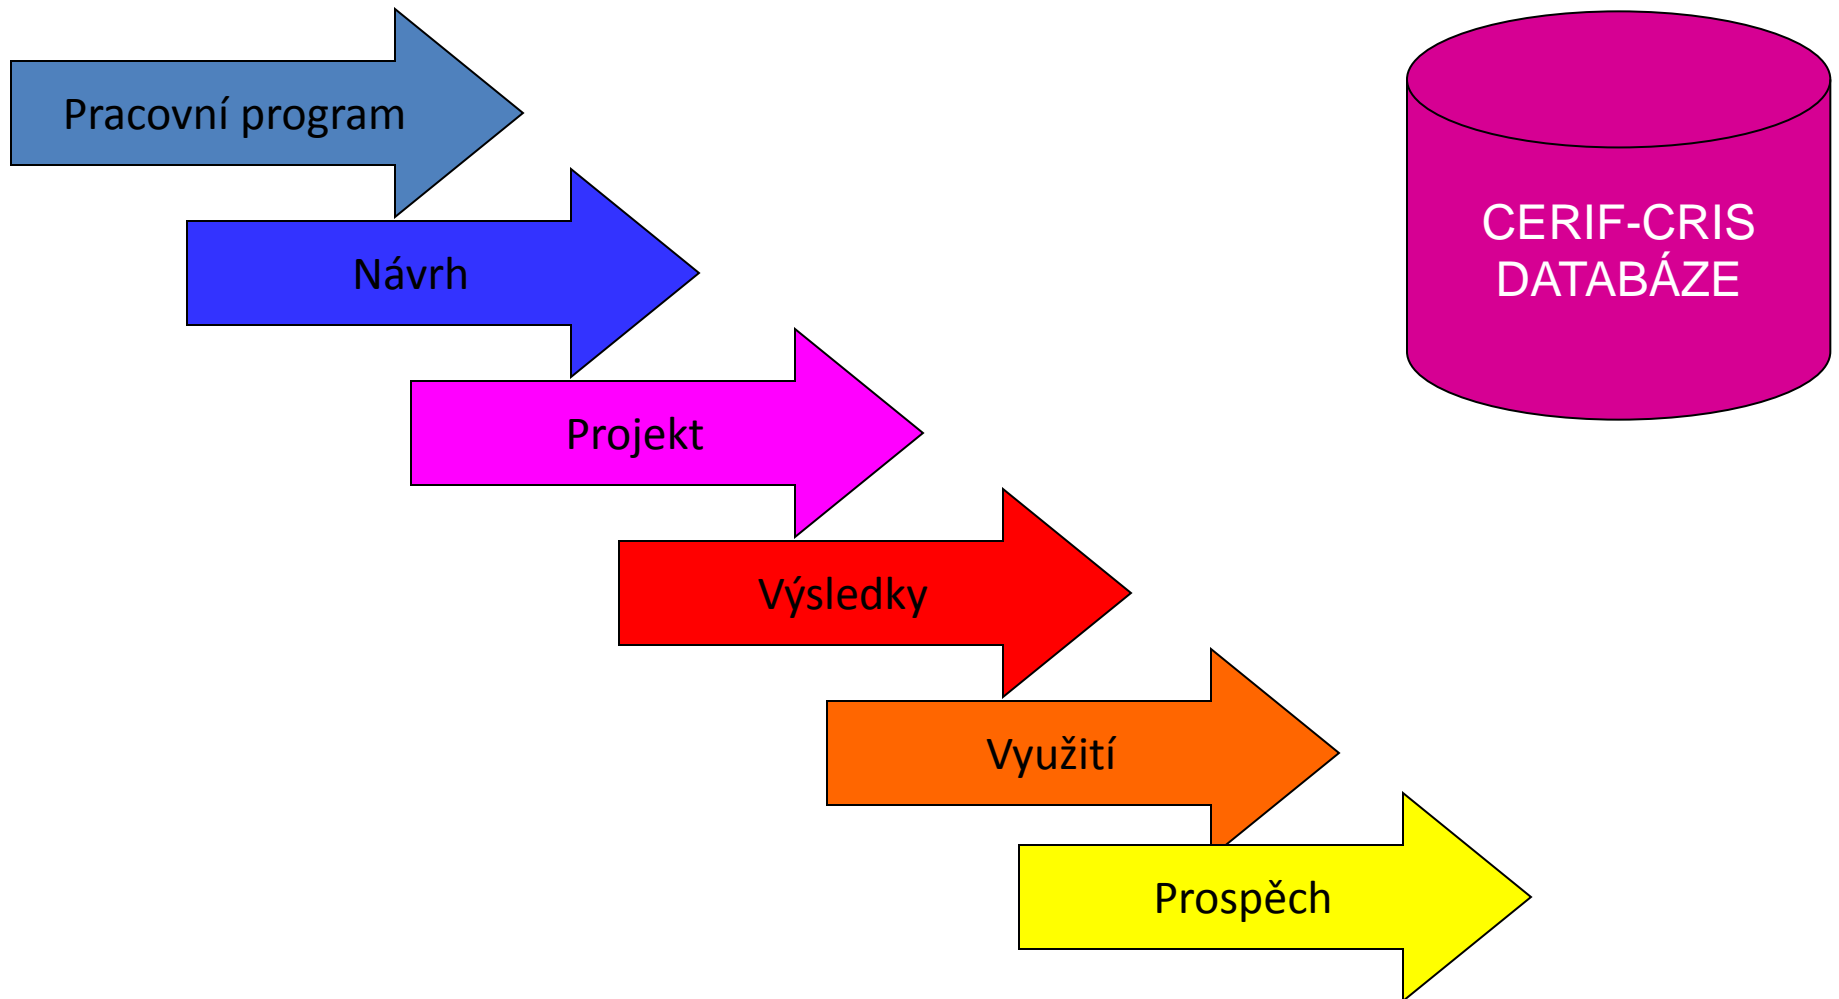 Pracovní program
Návrh
Projekt
Výsledky
Využití
Prospěch
CERIF-CRIS
DATABÁZE